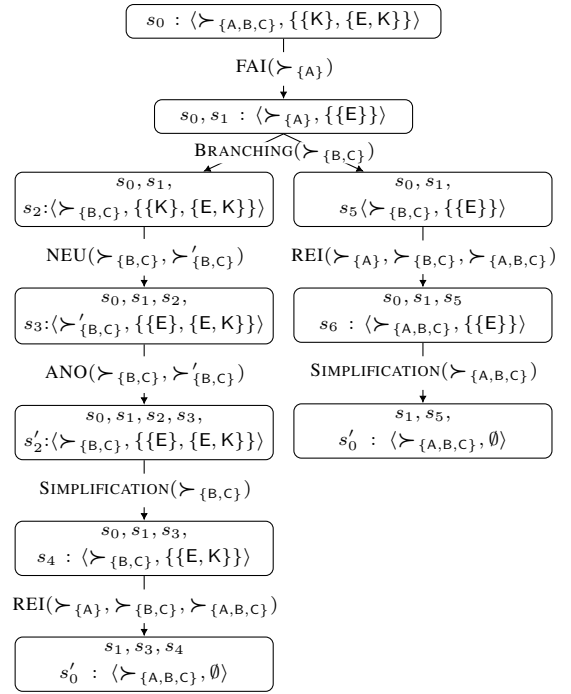 s₀ : ⟨≻{A,B,C}, {{K}, {E, K}}⟩
FAI(≻{A})
s₀, s₁ : ⟨≻{A}, {{E}}⟩
BRANCHING(≻{B,C})
s₀, s₁,
s₂:⟨≻{B,C}, {{K}, {E, K}}⟩
NEU(≻{B,C}, ≻′{B,C})
s₀, s₁, s₂,
s₃:⟨≻′{B,C}, {{E}, {E, K}}⟩
ANO(≻{B,C}, ≻′{B,C})
s₀, s₁, s₂, s₃,
s′₂:⟨≻{B,C}, {{E}, {E, K}}⟩
SIMPLIFICATION(≻{B,C})
s₀, s₁, s₃,
s₄ : ⟨≻{B,C}, {{E, K}}⟩
REI(≻{A}, ≻{B,C}, ≻{A,B,C})
s₁, s₃, s₄
s′₀ : ⟨≻{A,B,C}, ∅⟩
s₀, s₁,
s₅⟨≻{B,C}, {{E}}⟩
REI(≻{A}, ≻{B,C}, ≻{A,B,C})
s₀, s₁, s₅
s₆ : ⟨≻{A,B,C}, {{E}}⟩
SIMPLIFICATION(≻{A,B,C})
s₁, s₅,
s′₀ : ⟨≻{A,B,C}, ∅⟩